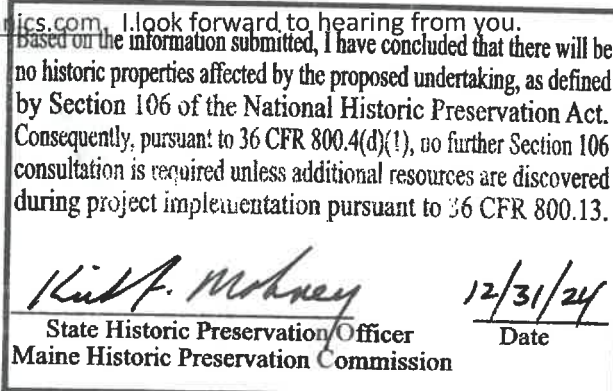 nics.com. I look forward to hearing from you.
Based on the information submitted, I have concluded that there will be
no historic properties affected by the proposed undertaking, as defined
by Section 106 of the National Historic Preservation Act.
Consequently, pursuant to 36 CFR 800.4(d)(1), no further Section 106
consultation is required unless additional resources are discovered
during project implementation pursuant to 36 CFR 800.13.
Kirk F. Mohney 12/31/24
State Historic Preservation Officer Date
Maine Historic Preservation Commission